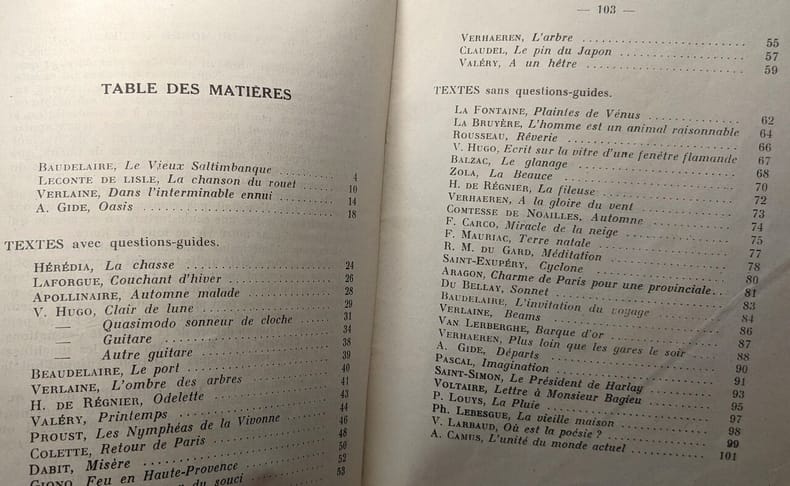 TABLE DES MATIÈRES
BAUDELAIRE, Le Vieux Saltimbanque ...... 4
LECONTE DE LISLE, La chanson du rouet ...... 10
VERLAINE, Dans l'interminable ennui ...... 14
A. GIDE, Oasis ...... 18
TEXTES avec questions-guides.
HÉRÉDIA, La chasse ...... 24
LAFORGUE, Couchant d'hiver ...... 26
APOLLINAIRE, Automne malade ...... 28
V. HUGO, Clair de lune ...... 29
— Quasimodo sonneur de cloche ...... 31
— Guitare ...... 34
— Autre guitare ...... 38
BEAUDELAIRE, Le port ...... 39
VERLAINE, L'ombre des arbres ...... 40
H. DE RÉGNIER, Odelette ...... 41
VALÉRY, Printemps ...... 43
PROUST, Les Nymphéas de la Vivonne ...... 44
COLETTE, Retour de Paris ...... 46
DABIT, Misère ...... 48
GIONO, Feu en Haute-Provence ...... 50
du souci ...... 52
53
— 103 —
VERHAEREN, L'arbre ...... 55
CLAUDEL, Le pin du Japon ...... 57
VALÉRY, A un hêtre ...... 59
TEXTES sans questions-guides.
LA FONTAINE, Plaintes de Vénus ...... 62
LA BRUYÈRE, L'homme est un animal raisonnable 64
ROUSSEAU, Rêverie ...... 66
V. HUGO, Ecrit sur la vitre d'une fenêtre flamande 67
BALZAC, Le glanage ...... 68
ZOLA, La Beauce ...... 70
H. DE RÉGNIER, La fileuse ...... 72
VERHAEREN, A la gloire du vent ...... 73
COMTESSE DE NOAILLES, Automne ...... 74
F. CARCO, Miracle de la neige ...... 75
F. MAURIAC, Terre natale ...... 77
R. M. DU GARD, Méditation ...... 78
SAINT-EXUPÉRY, Cyclone ...... 80
ARAGON, Charme de Paris pour une provinciale.. 81
DU BELLAY, Sonnet ...... 83
BAUDELAIRE, L'invitation du voyage ...... 84
VERLAINE, Beams ...... 86
VAN LERBERGHE, Barque d'or ...... 87
VERHAEREN, Plus loin que les gares le soir ...... 88
A. GIDE, Départs ...... 90
PASCAL, Imagination ...... 91
SAINT-SIMON, Le Président de Harlay ...... 93
VOLTAIRE, Lettre à Monsieur Bagieu ...... 95
P. LOUYS, La Pluie ...... 97
PH. LEBESGUE, La vieille maison ...... 98
V. LARBAUD, Où est la poésie ? ...... 99
A. CAMUS, L'unité du monde actuel ...... 101